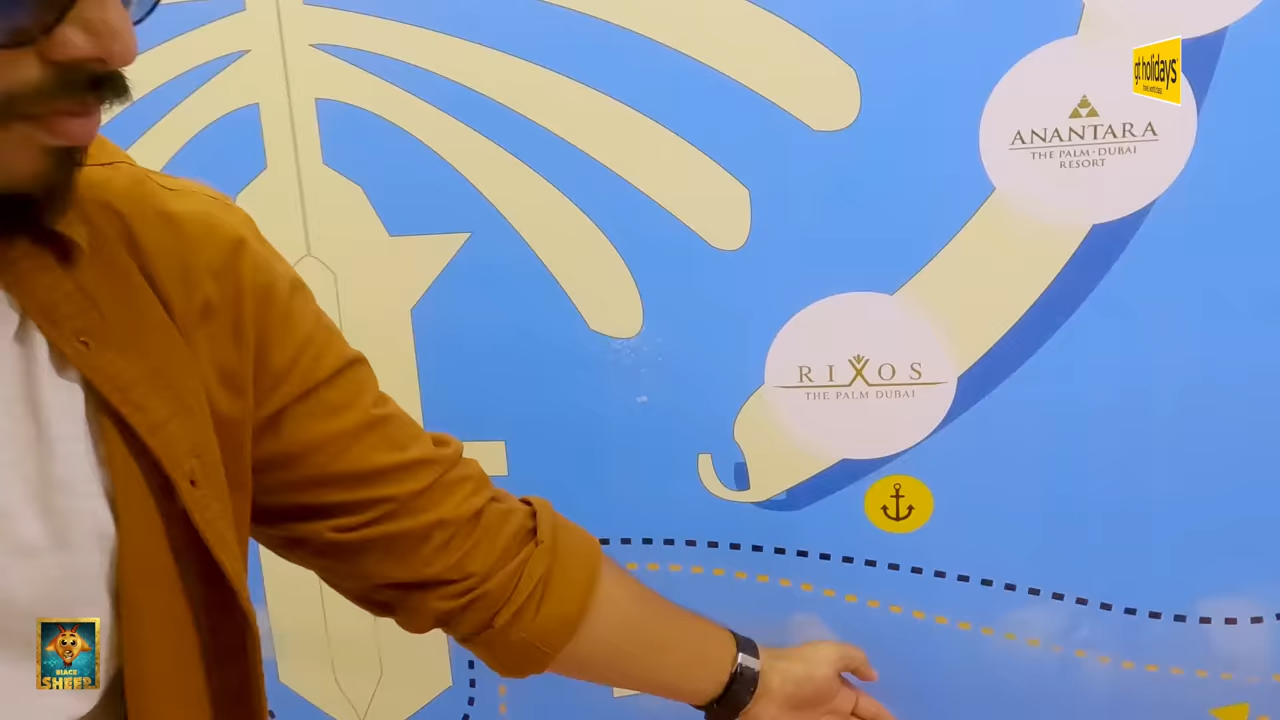 gt holidays
ANANTARA
THE PALM · DUBAI
RESORT
RIXOS
THE PALM DUBAI
BLACK
SHEEP